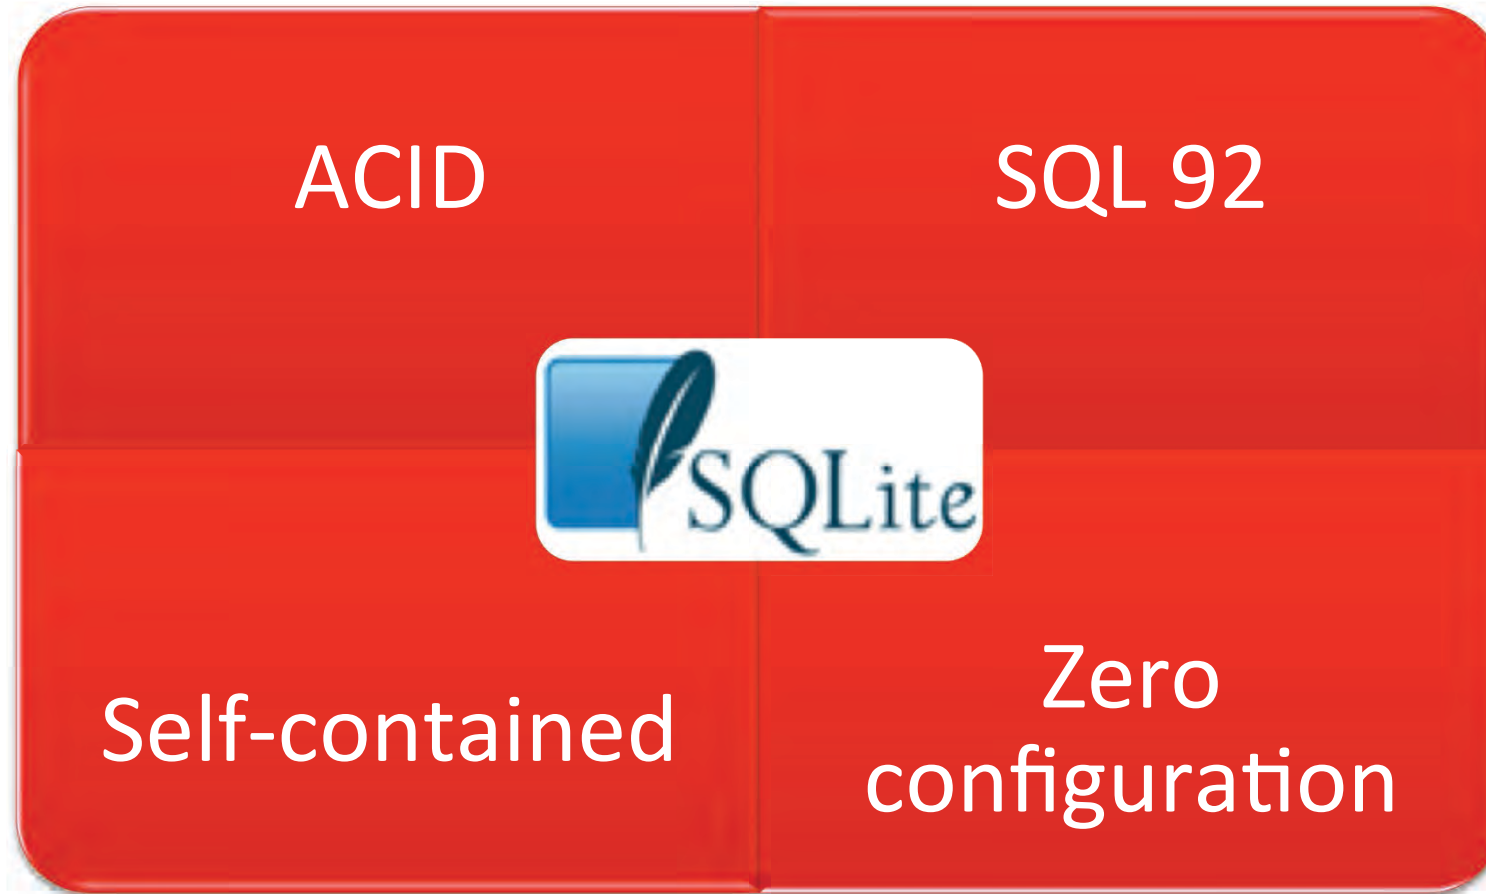 ACID
SQL 92
SQLite
Self-contained
Zero
configuration